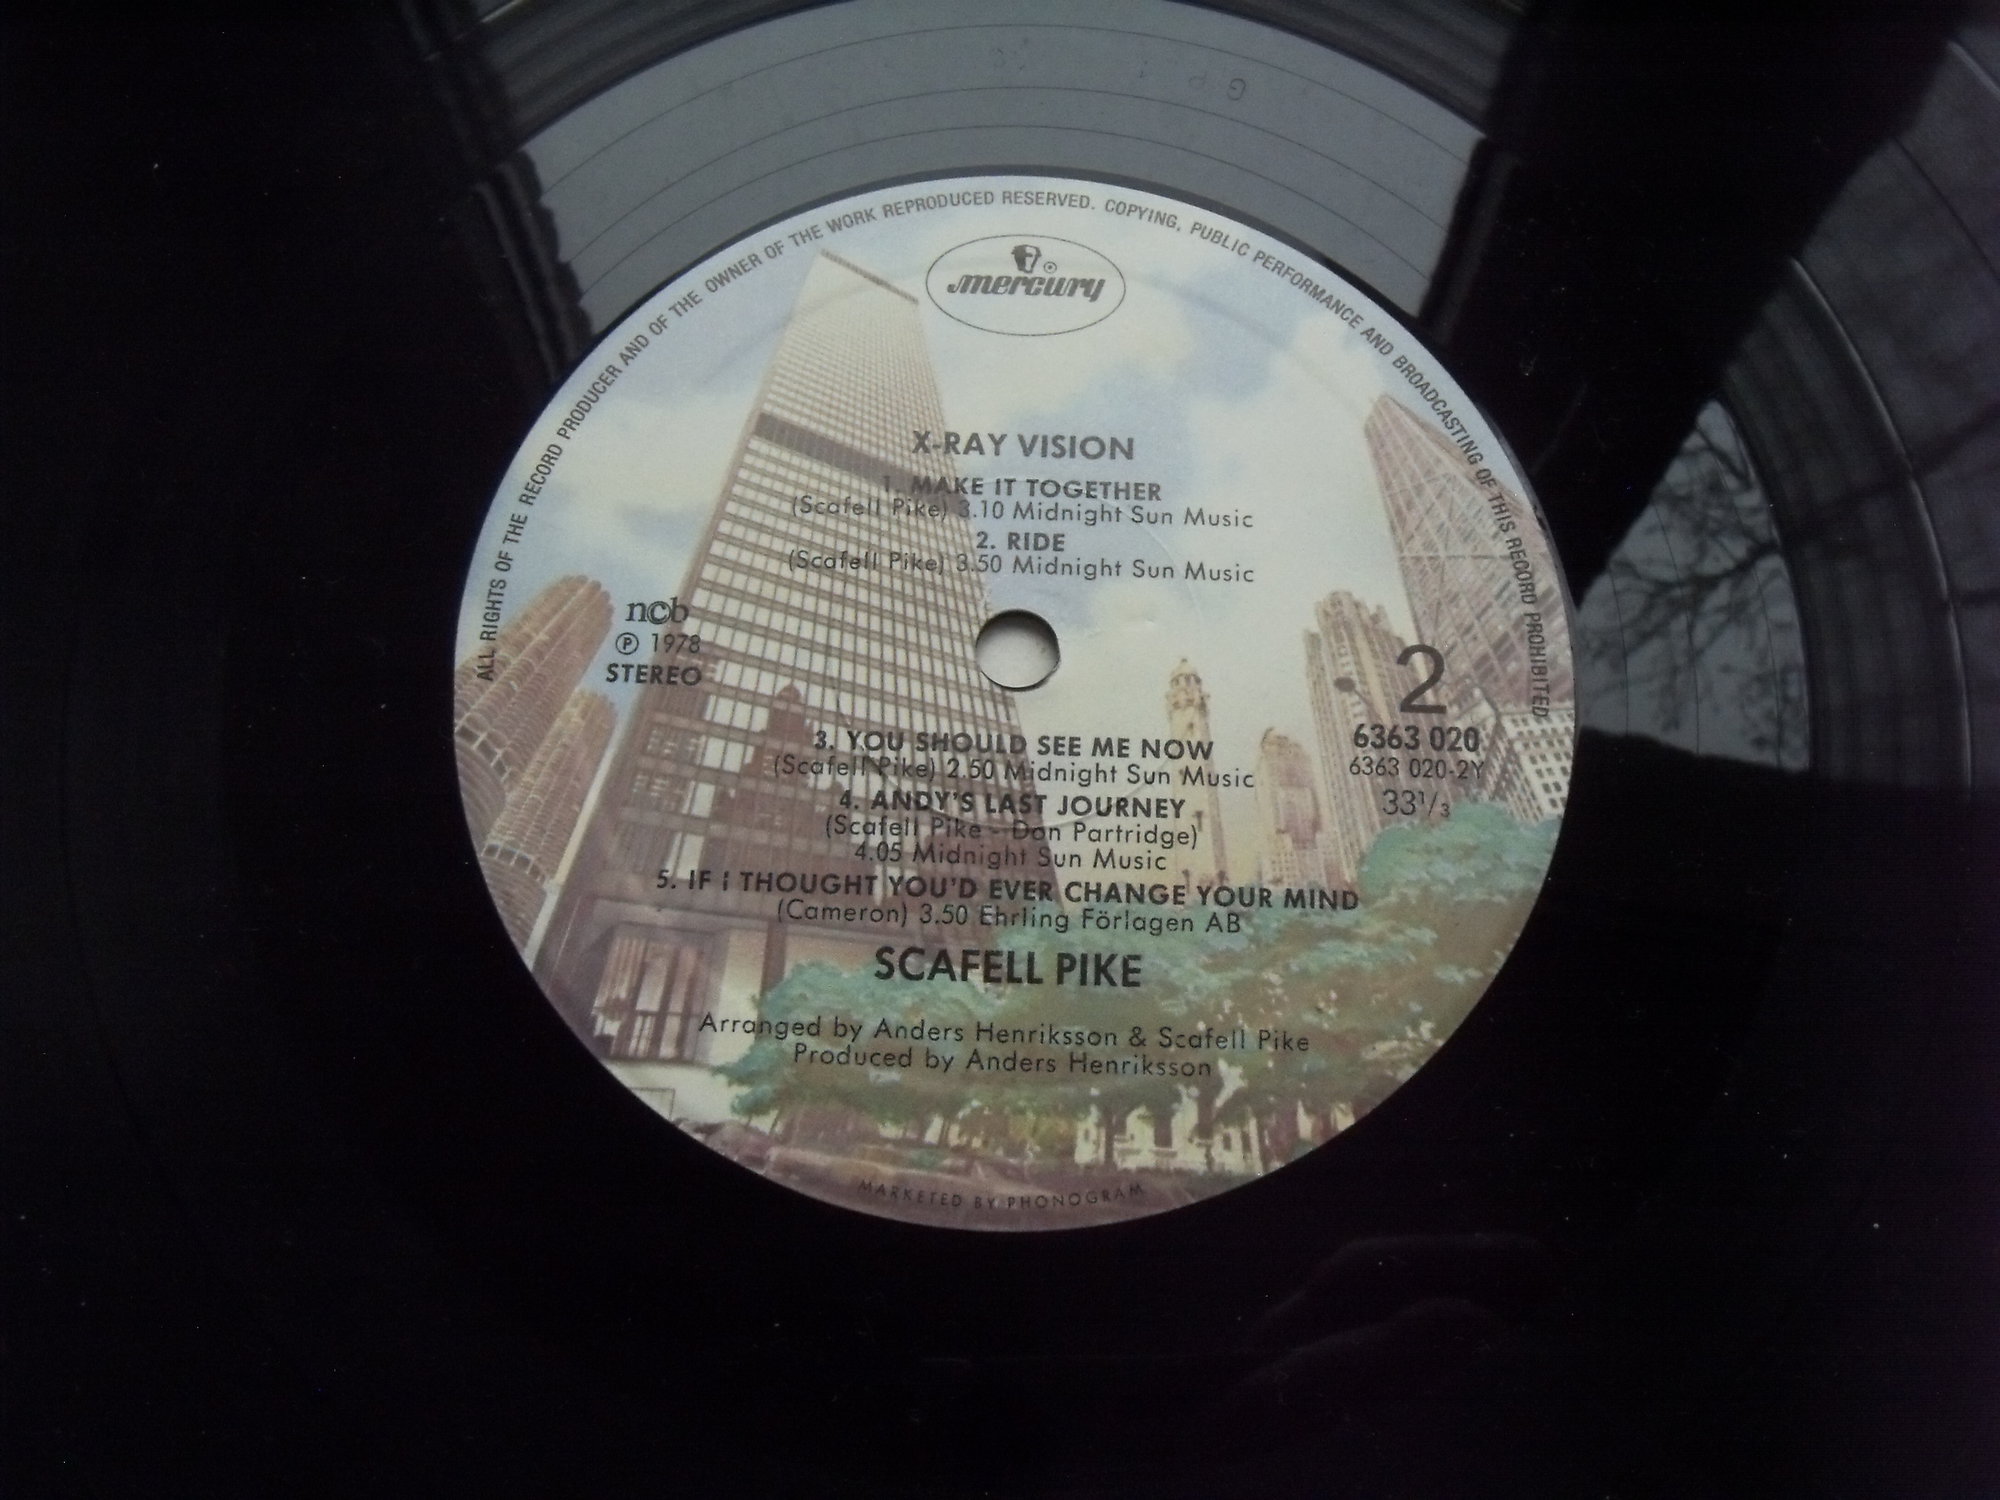 ALL RIGHTS OF THE RECORD PRODUCER AND OF THE OWNER OF THE WORK REPRODUCED RESERVED. COPYING, PUBLIC PERFORMANCE AND BROADCASTING OF THIS RECORD PROHIBITED
mercury
X-RAY VISION
1. MAKE IT TOGETHER
(Scafell Pike) 3.10 Midnight Sun Music
2. RIDE
(Scafell Pike) 3.50 Midnight Sun Music
ncb
Ⓟ 1978
STEREO
2
6363 020
6363 020-2Y
33⅓
3. YOU SHOULD SEE ME NOW
(Scafell Pike) 2.50 Midnight Sun Music
4. ANDY'S LAST JOURNEY
(Scafell Pike - Don Partridge)
4.05 Midnight Sun Music
5. IF I THOUGHT YOU'D EVER CHANGE YOUR MIND
(Cameron) 3.50 Ehrling Förlagen AB
SCAFELL PIKE
Arranged by Anders Henriksson & Scafell Pike
Produced by Anders Henriksson
MARKETED BY PHONOGRAM